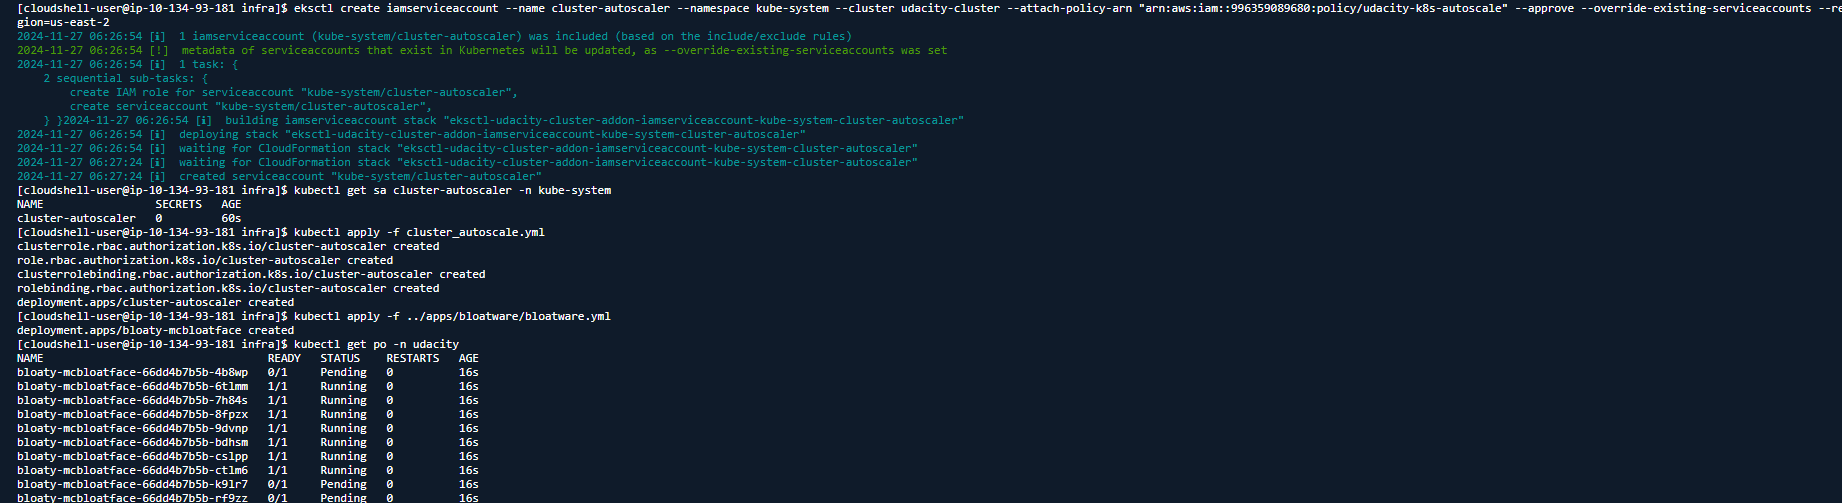 [cloudshell-user@ip-10-134-93-181 infra]$ eksctl create iamserviceaccount --name cluster-autoscaler --namespace kube-system --cluster udacity-cluster --attach-policy-arn "arn:aws:iam::996359089680:policy/udacity-k8s-autoscale" --approve --override-existing-serviceaccounts --re
gion=us-east-2
2024-11-27 06:26:54 [ℹ]  1 iamserviceaccount (kube-system/cluster-autoscaler) was included (based on the include/exclude rules)
2024-11-27 06:26:54 [!]  metadata of serviceaccounts that exist in Kubernetes will be updated, as --override-existing-serviceaccounts was set
2024-11-27 06:26:54 [ℹ]  1 task: {
    2 sequential sub-tasks: {
        create IAM role for serviceaccount "kube-system/cluster-autoscaler",
        create serviceaccount "kube-system/cluster-autoscaler",
    } }2024-11-27 06:26:54 [ℹ]  building iamserviceaccount stack "eksctl-udacity-cluster-addon-iamserviceaccount-kube-system-cluster-autoscaler"
2024-11-27 06:26:54 [ℹ]  deploying stack "eksctl-udacity-cluster-addon-iamserviceaccount-kube-system-cluster-autoscaler"
2024-11-27 06:26:54 [ℹ]  waiting for CloudFormation stack "eksctl-udacity-cluster-addon-iamserviceaccount-kube-system-cluster-autoscaler"
2024-11-27 06:27:24 [ℹ]  waiting for CloudFormation stack "eksctl-udacity-cluster-addon-iamserviceaccount-kube-system-cluster-autoscaler"
2024-11-27 06:27:24 [ℹ]  created serviceaccount "kube-system/cluster-autoscaler"
[cloudshell-user@ip-10-134-93-181 infra]$ kubectl get sa cluster-autoscaler -n kube-system
NAME                 SECRETS   AGE
cluster-autoscaler   0         60s
[cloudshell-user@ip-10-134-93-181 infra]$ kubectl apply -f cluster_autoscale.yml
clusterrole.rbac.authorization.k8s.io/cluster-autoscaler created
role.rbac.authorization.k8s.io/cluster-autoscaler created
clusterrolebinding.rbac.authorization.k8s.io/cluster-autoscaler created
rolebinding.rbac.authorization.k8s.io/cluster-autoscaler created
deployment.apps/cluster-autoscaler created
[cloudshell-user@ip-10-134-93-181 infra]$ kubectl apply -f ../apps/bloatware/bloatware.yml
deployment.apps/bloaty-mcbloatface created
[cloudshell-user@ip-10-134-93-181 infra]$ kubectl get po -n udacity
NAME                                  READY   STATUS    RESTARTS   AGE
bloaty-mcbloatface-66dd4b7b5b-4b8wp   0/1     Pending   0          16s
bloaty-mcbloatface-66dd4b7b5b-6tlmm   1/1     Running   0          16s
bloaty-mcbloatface-66dd4b7b5b-7h84s   1/1     Running   0          16s
bloaty-mcbloatface-66dd4b7b5b-8fpzx   1/1     Running   0          16s
bloaty-mcbloatface-66dd4b7b5b-9dvnp   1/1     Running   0          16s
bloaty-mcbloatface-66dd4b7b5b-bdhsm   1/1     Running   0          16s
bloaty-mcbloatface-66dd4b7b5b-cslpp   1/1     Running   0          16s
bloaty-mcbloatface-66dd4b7b5b-ctlm6   1/1     Running   0          16s
bloaty-mcbloatface-66dd4b7b5b-k9lr7   0/1     Pending   0          16s
bloaty-mcbloatface-66dd4b7b5b-rf9zz   0/1     Pending   0          16s